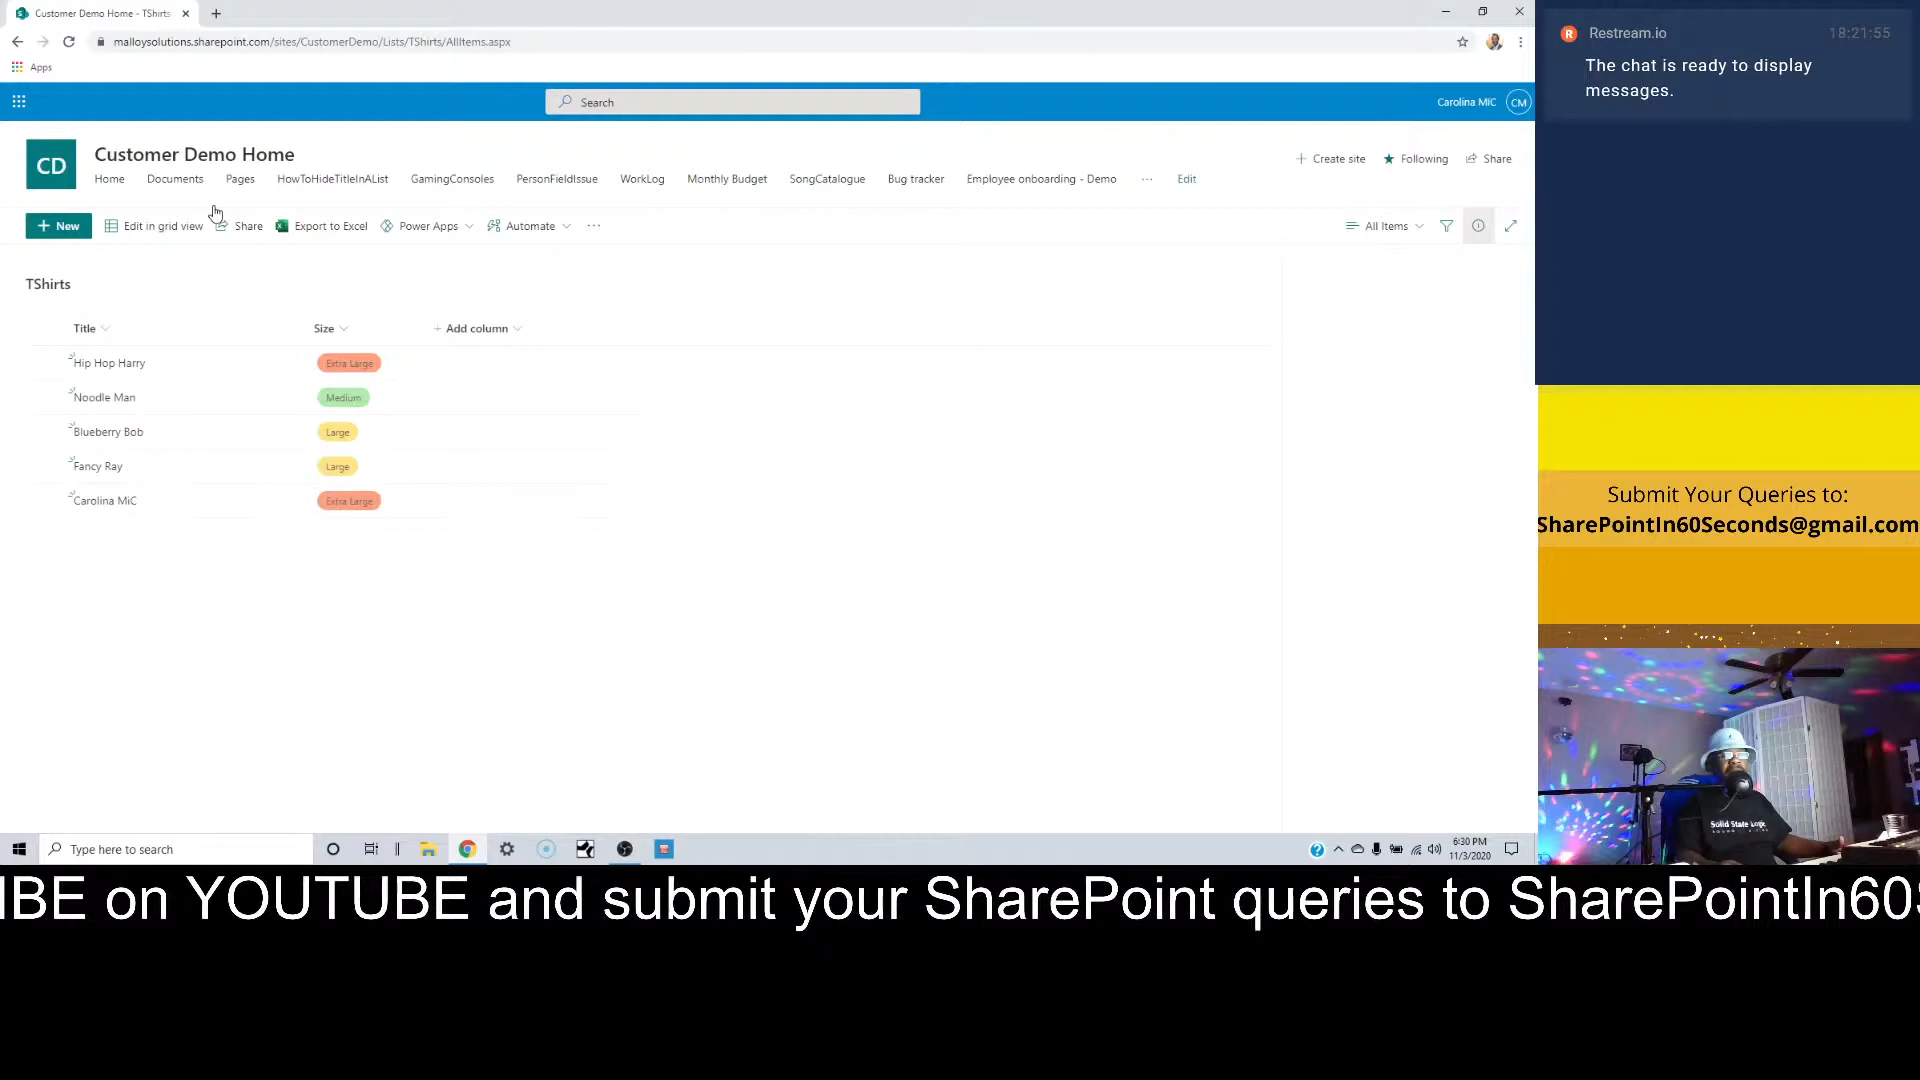 Customer Demo Home - TShirts
malloysolutions.sharepoint.com/sites/CustomerDemo/Lists/TShirts/AllItems.aspx
Apps
Search
Carolina MiC
CM
CD
Customer Demo Home
Create site
Following
Share
Home
Documents
Pages
HowToHideTitleInAList
GamingConsoles
PersonFieldIssue
WorkLog
Monthly Budget
SongCatalogue
Bug tracker
Employee onboarding - Demo
...
Edit
+ New
Edit in grid view
Share
Export to Excel
Power Apps
Automate
...
All Items
TShirts
Title
Size
+ Add column
Hip Hop Harry
Extra Large
Noodle Man
Medium
Blueberry Bob
Large
Fancy Ray
Large
Carolina MiC
Extra Large
Type here to search
6:30 PM
11/3/2020
R
Restream.io
18:21:55
The chat is ready to display
messages.
Submit Your Queries to:
SharePointIn60Seconds@gmail.com
Solid State Logic
IBE on YOUTUBE and submit your SharePoint queries to SharePointIn60S